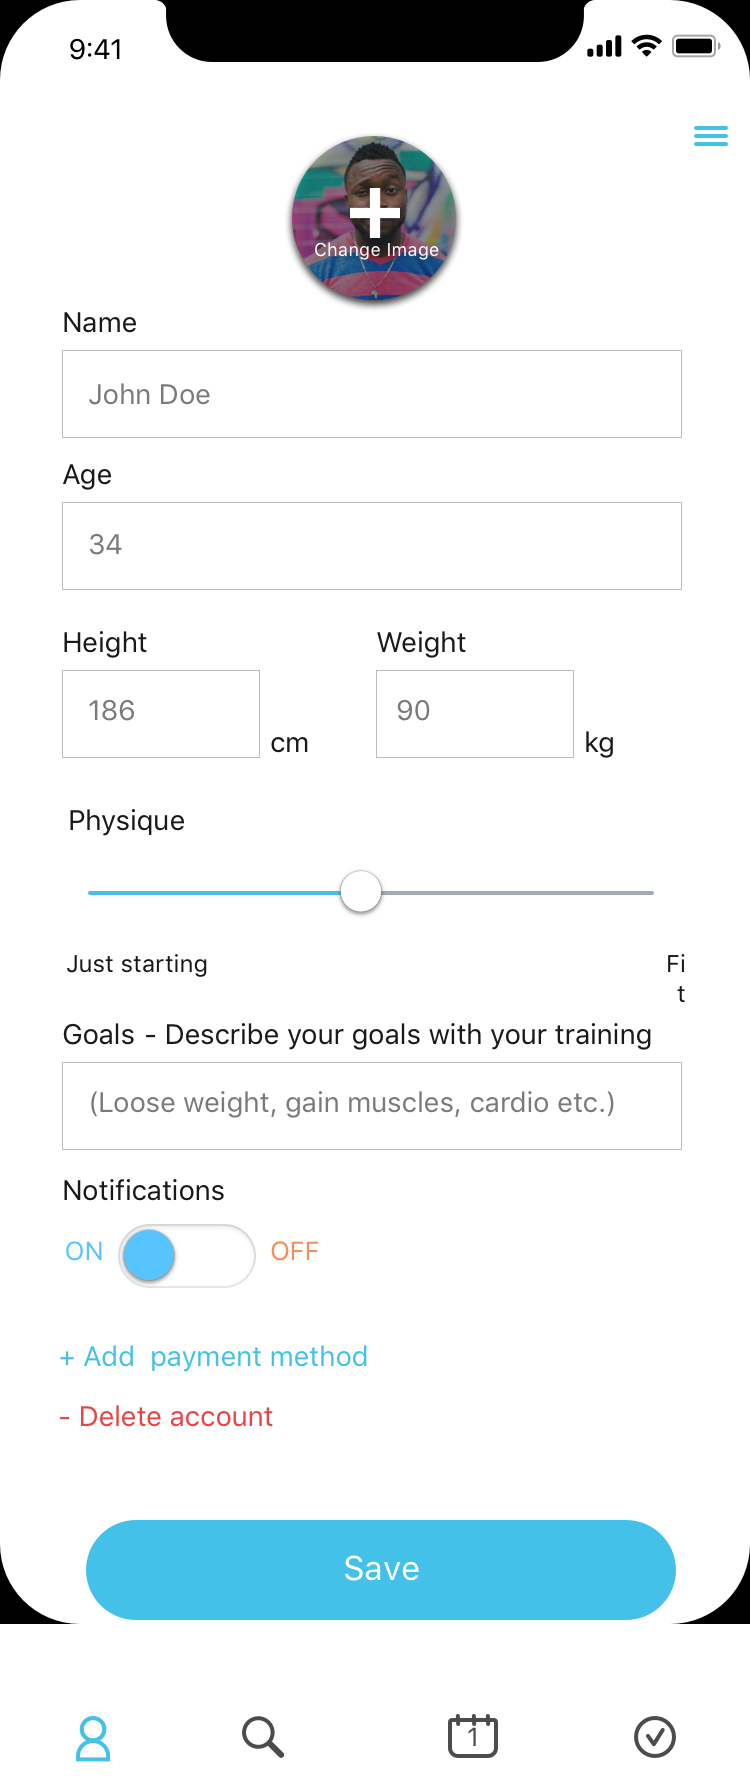 9:41
Change Image
Name
John Doe
Age
34
Height Weight
186 cm 90 kg
Physique
Just starting Fi
t
Goals - Describe your goals with your training
(Loose weight, gain muscles, cardio etc.)
Notifications
ON OFF
+ Add  payment method
- Delete account
Save
1